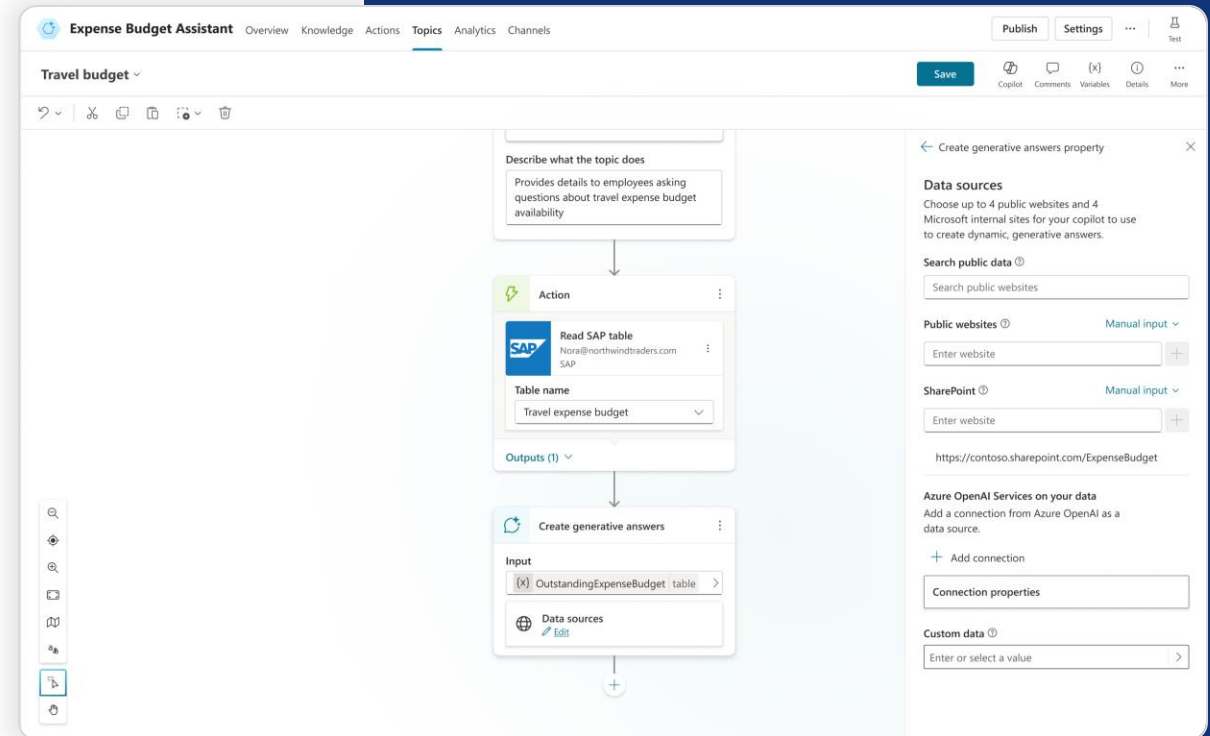 Expense Budget Assistant Overview Knowledge Actions Topics Analytics Channels
Publish Settings ... Test
Travel budget
Save Copilot Comments {x} Variables Details ... More
Describe what the topic does
Provides details to employees asking
questions about travel expense budget
availability
Action
SAP
Read SAP table
Nora@northwindtraders.com
SAP
Table name
Travel expense budget
Outputs (1)
Create generative answers
Input
{x} OutstandingExpenseBudget table
Data sources
Edit
Create generative answers property
Data sources
Choose up to 4 public websites and 4
Microsoft internal sites for your copilot to use
to create dynamic, generative answers.
Search public data
Search public websites
Public websites Manual input
Enter website
SharePoint Manual input
Enter website
https://contoso.sharepoint.com/ExpenseBudget
Azure OpenAI Services on your data
Add a connection from Azure OpenAI as a
data source.
Add connection
Connection properties
Custom data
Enter or select a value